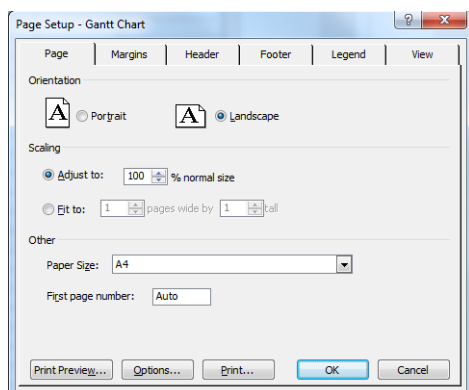 Page Setup - Gantt Chart
Page Margins Header Footer Legend View
Orientation
A Portrait A Landscape
Scaling
Adjust to: 100 % normal size
Fit to: 1 pages wide by 1 tall
Other
Paper Size: A4
First page number: Auto
Print Preview... Options... Print... OK Cancel